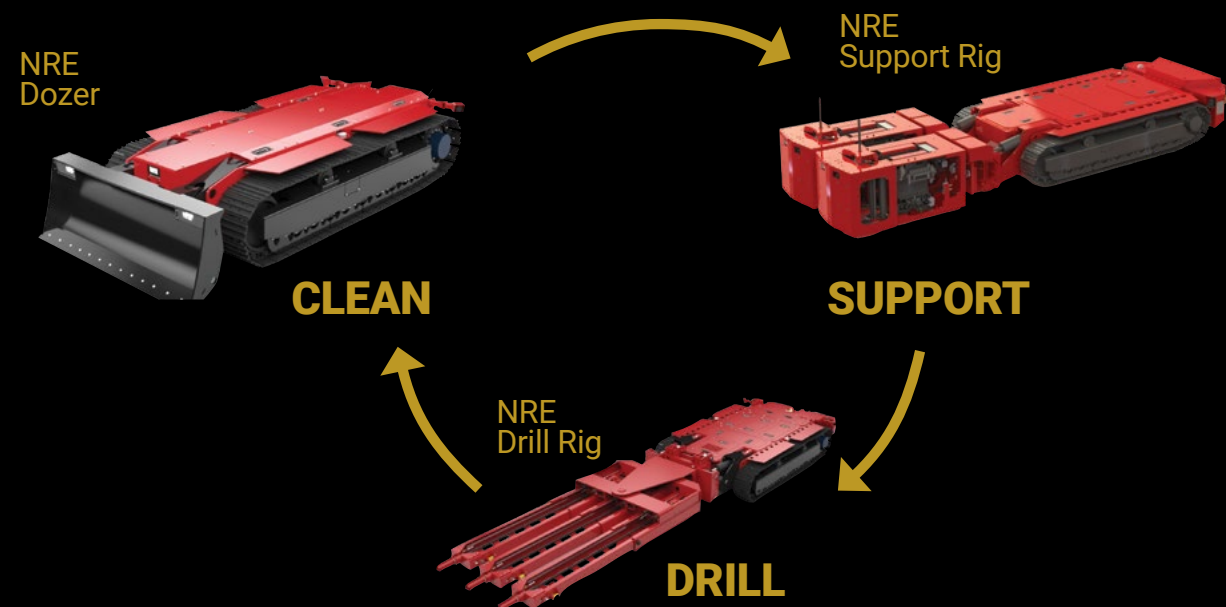 NRE
Dozer
NRE
Support Rig
CLEAN
SUPPORT
NRE
Drill Rig
DRILL